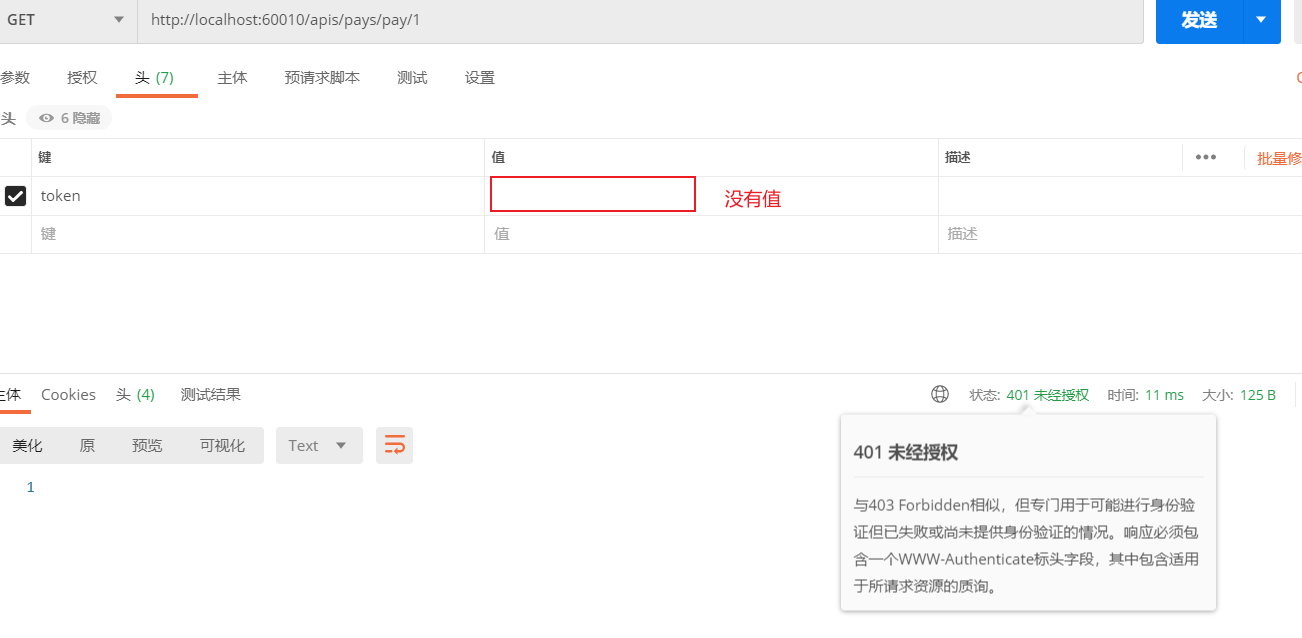 GET http://localhost:60010/apis/pays/pay/1 发送
参数 授权 头 (7) 主体 预请求脚本 测试 设置
头 6 隐藏
键 值 描述 ••• 批量修
token 没有值
键 值 描述
主体 Cookies 头 (4) 测试结果 状态: 401 未经授权 时间: 11 ms 大小: 125 B
美化 原 预览 可视化 Text
1
401 未经授权
与403 Forbidden相似，但专门用于可能进行身份验
证但已失败或尚未提供身份验证的情况。响应必须包
含一个WWW-Authenticate标头字段，其中包含适用
于所请求资源的质询。